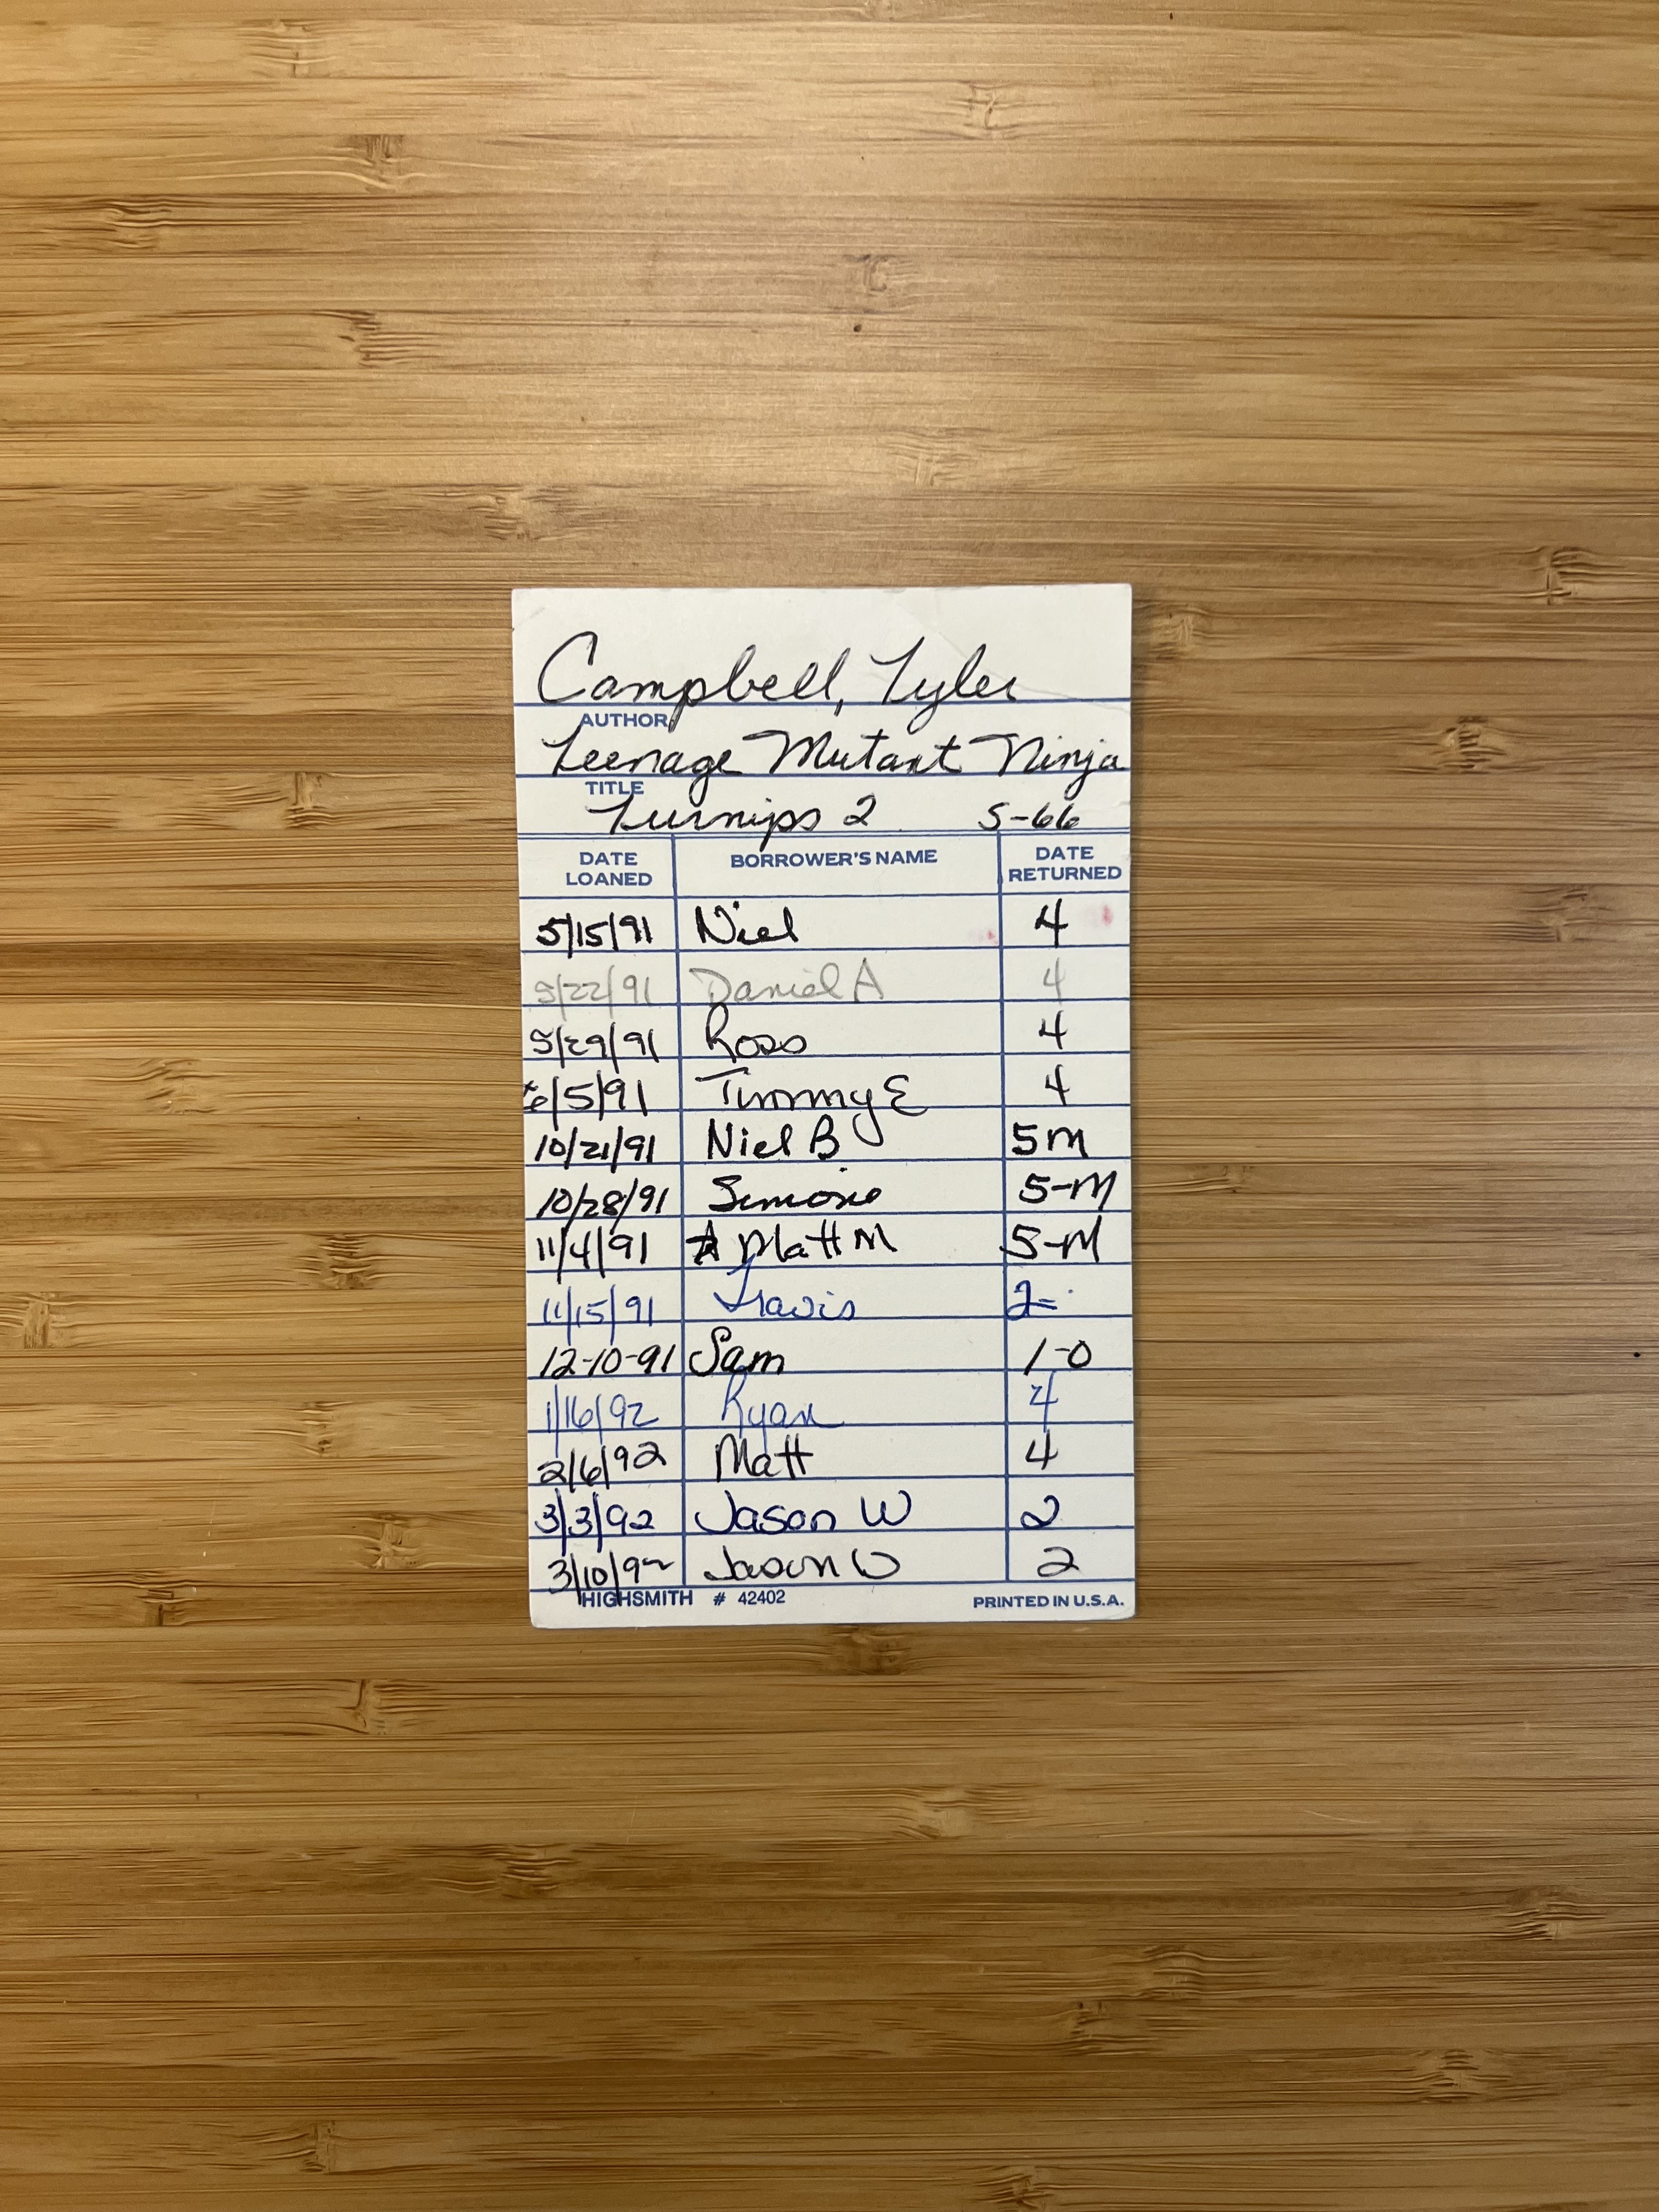 Campbell, Tyler
AUTHOR
Teenage Mutant Ninja
TITLE
Turnips 2 S-66
DATE LOANED BORROWER'S NAME DATE RETURNED
5/15/91 Niel 4
5/22/91 Daniel A 4
5/29/91 Ross 4
6/5/91 Timmy E 4
10/21/91 Niel B 5M
10/28/91 Simone 5-M
11/4/91 Matt M 5-M
11/15/91 Travis 2=
12-10-91 Sam 1-0
1/16/92 Ryan 4
2/6/92 Matt 4
3/3/92 Jason W 2
3/10/92 Jason W 2
HIGHSMITH # 42402 PRINTED IN U.S.A.